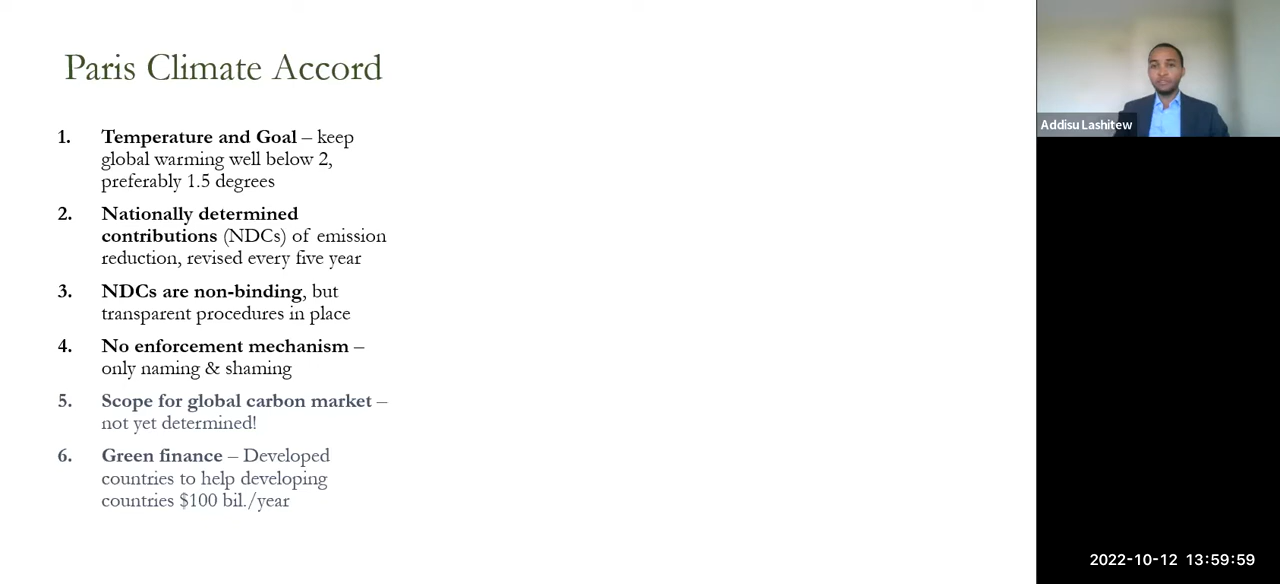 Paris Climate Accord
1. Temperature and Goal – keep
global warming well below 2,
preferably 1.5 degrees
2. Nationally determined
contributions (NDCs) of emission
reduction, revised every five year
3. NDCs are non-binding, but
transparent procedures in place
4. No enforcement mechanism –
only naming & shaming
5. Scope for global carbon market –
not yet determined!
6. Green finance – Developed
countries to help developing
countries $100 bil./year
Addisu Lashitew
2022-10-12 13:59:59